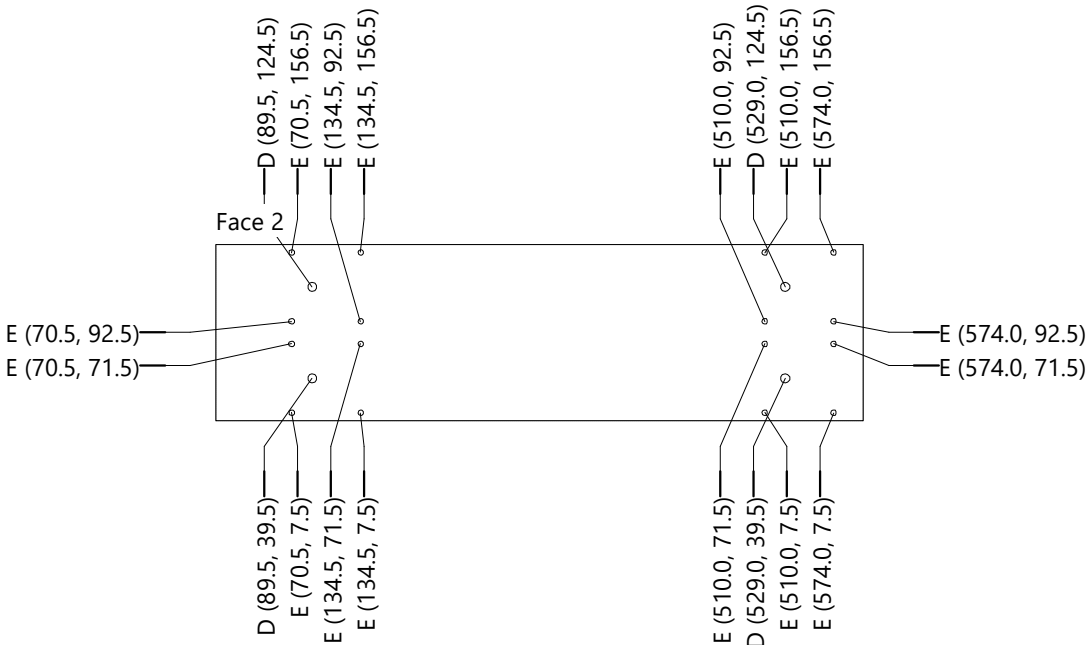 D (89.5, 124.5)
E (70.5, 156.5)
E (134.5, 92.5)
E (134.5, 156.5)
E (510.0, 92.5)
D (529.0, 124.5)
E (510.0, 156.5)
E (574.0, 156.5)
Face 2
E (70.5, 92.5)
E (574.0, 92.5)
E (70.5, 71.5)
E (574.0, 71.5)
D (89.5, 39.5)
E (70.5, 7.5)
E (134.5, 71.5)
E (134.5, 7.5)
E (510.0, 71.5)
D (529.0, 39.5)
E (510.0, 7.5)
E (574.0, 7.5)